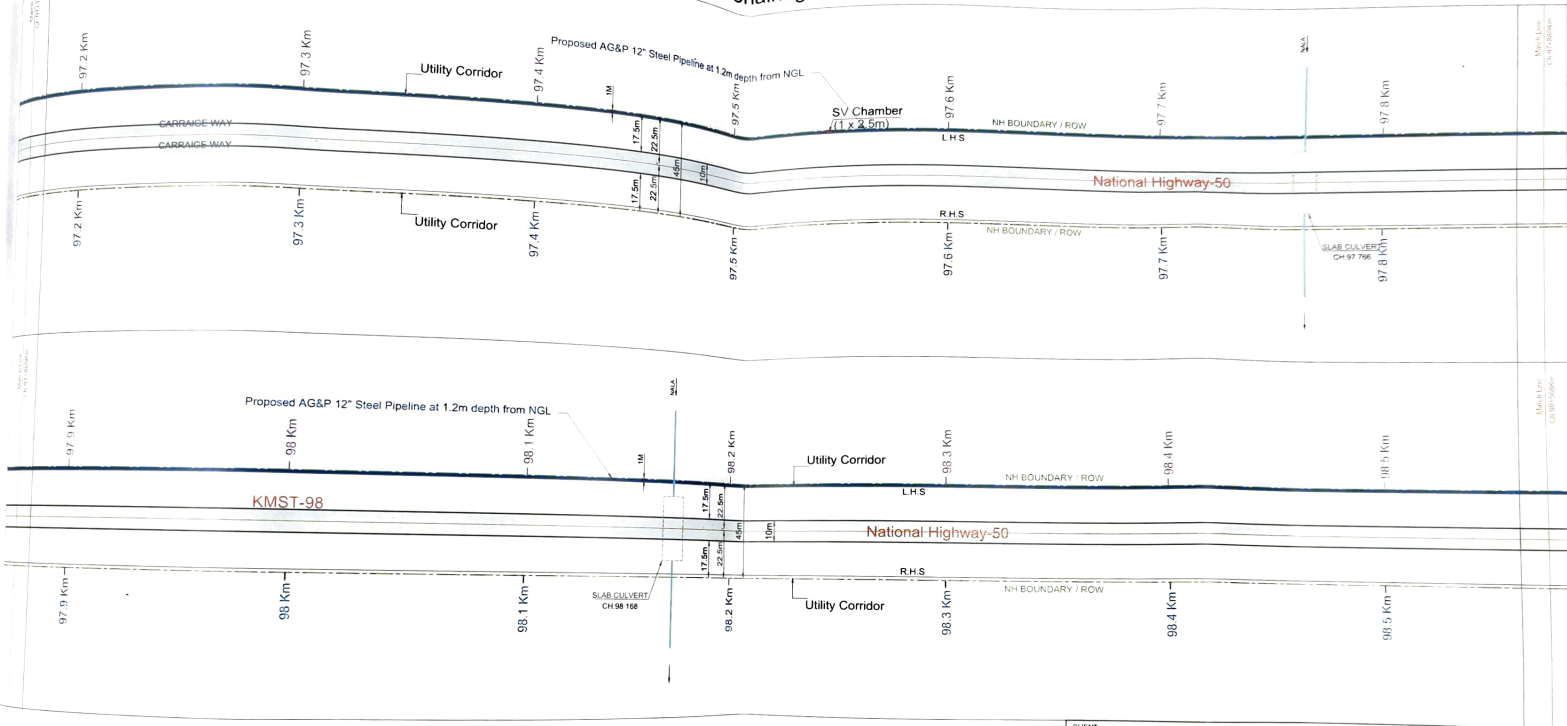 97.2 Km
97.3 Km
97.4 Km
97.5 Km
97.6 Km
97.7 Km
97.8 Km
Utility Corridor
Proposed AG&P 12" Steel Pipeline at 1.2m depth from NGL
1M
SV Chamber
(1 x 2.5m)
NH BOUNDARY / ROW
L.H.S
NALA
CARRAIGE WAY
CARRAIGE WAY
17.5m
22.5m
45m
10m
17.5m
22.5m
National Highway-50
Utility Corridor
R.H.S
NH BOUNDARY / ROW
SLAB CULVERT
CH 97 766
97.2 Km
97.3 Km
97.4 Km
97.5 Km
97.6 Km
97.7 Km
97.8 Km
Match Line
97.9 Km
98 Km
98.1 Km
98.2 Km
98.3 Km
98.4 Km
98.5 Km
Proposed AG&P 12" Steel Pipeline at 1.2m depth from NGL
1M
NALA
Utility Corridor
NH BOUNDARY / ROW
L.H.S
KMST-98
17.5m
22.5m
45m
10m
17.5m
22.5m
National Highway-50
R.H.S
NH BOUNDARY / ROW
SLAB CULVERT
CH:98 168
Utility Corridor
97.9 Km
98 Km
98.1 Km
98.2 Km
98.3 Km
98.4 Km
98.5 Km
Match Line